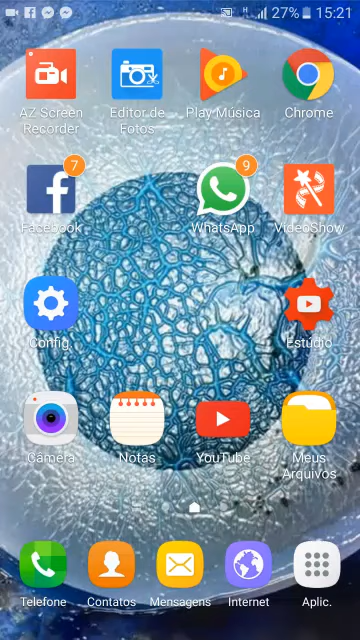 H 27% 15:21
AZ Screen Recorder
Editor de Fotos
Play Música
Chrome
7
9
Facebook
WhatsApp
VideoShow
Config.
Estúdio
Câmera
Notas
YouTube
Meus Arquivos
Telefone
Contatos
Mensagens
Internet
Aplic.